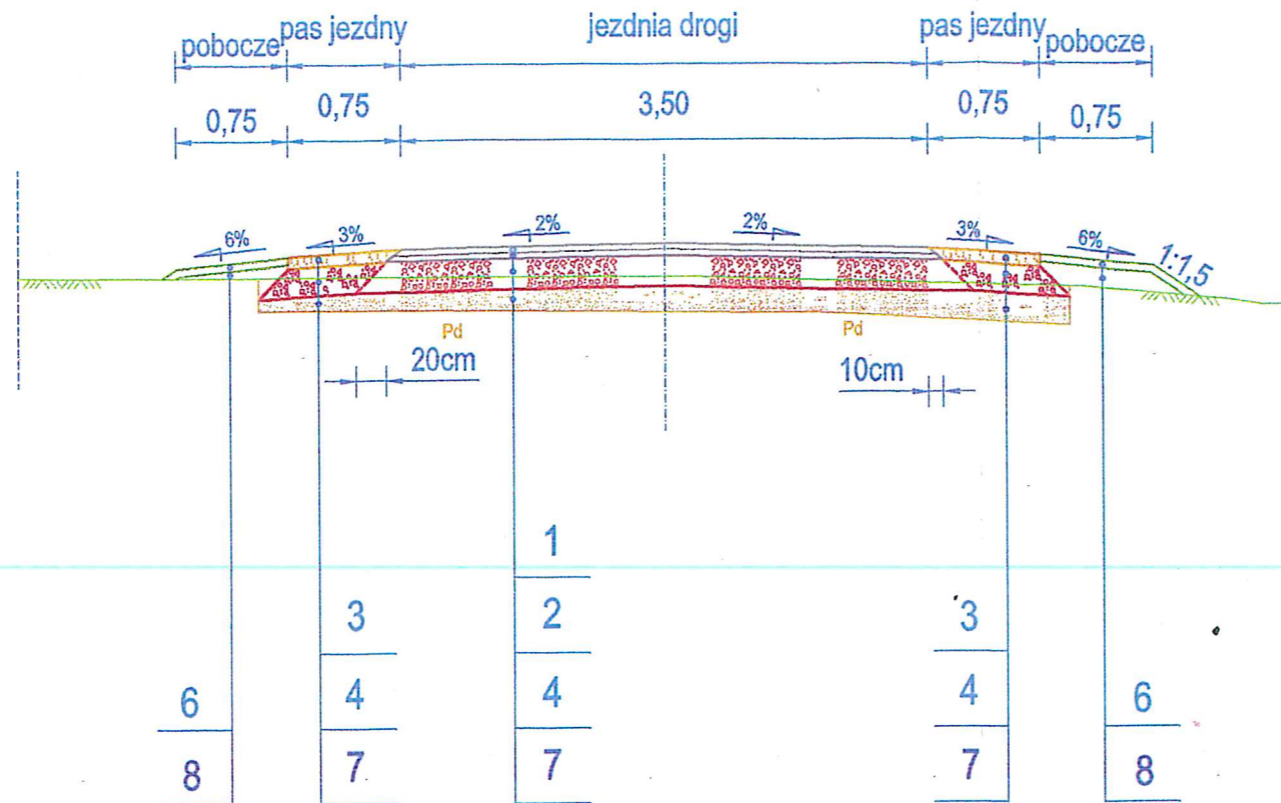 pobocze pas jezdny jezdnia drogi pas jezdny pobocze
0,75 0,75 3,50 0,75 0,75
6% 3% 2% 2% 3% 6% 1:1,5
Pd Pd
20cm 10cm
1
3 2 3
6 4 4 4 6
8 7 7 7 8